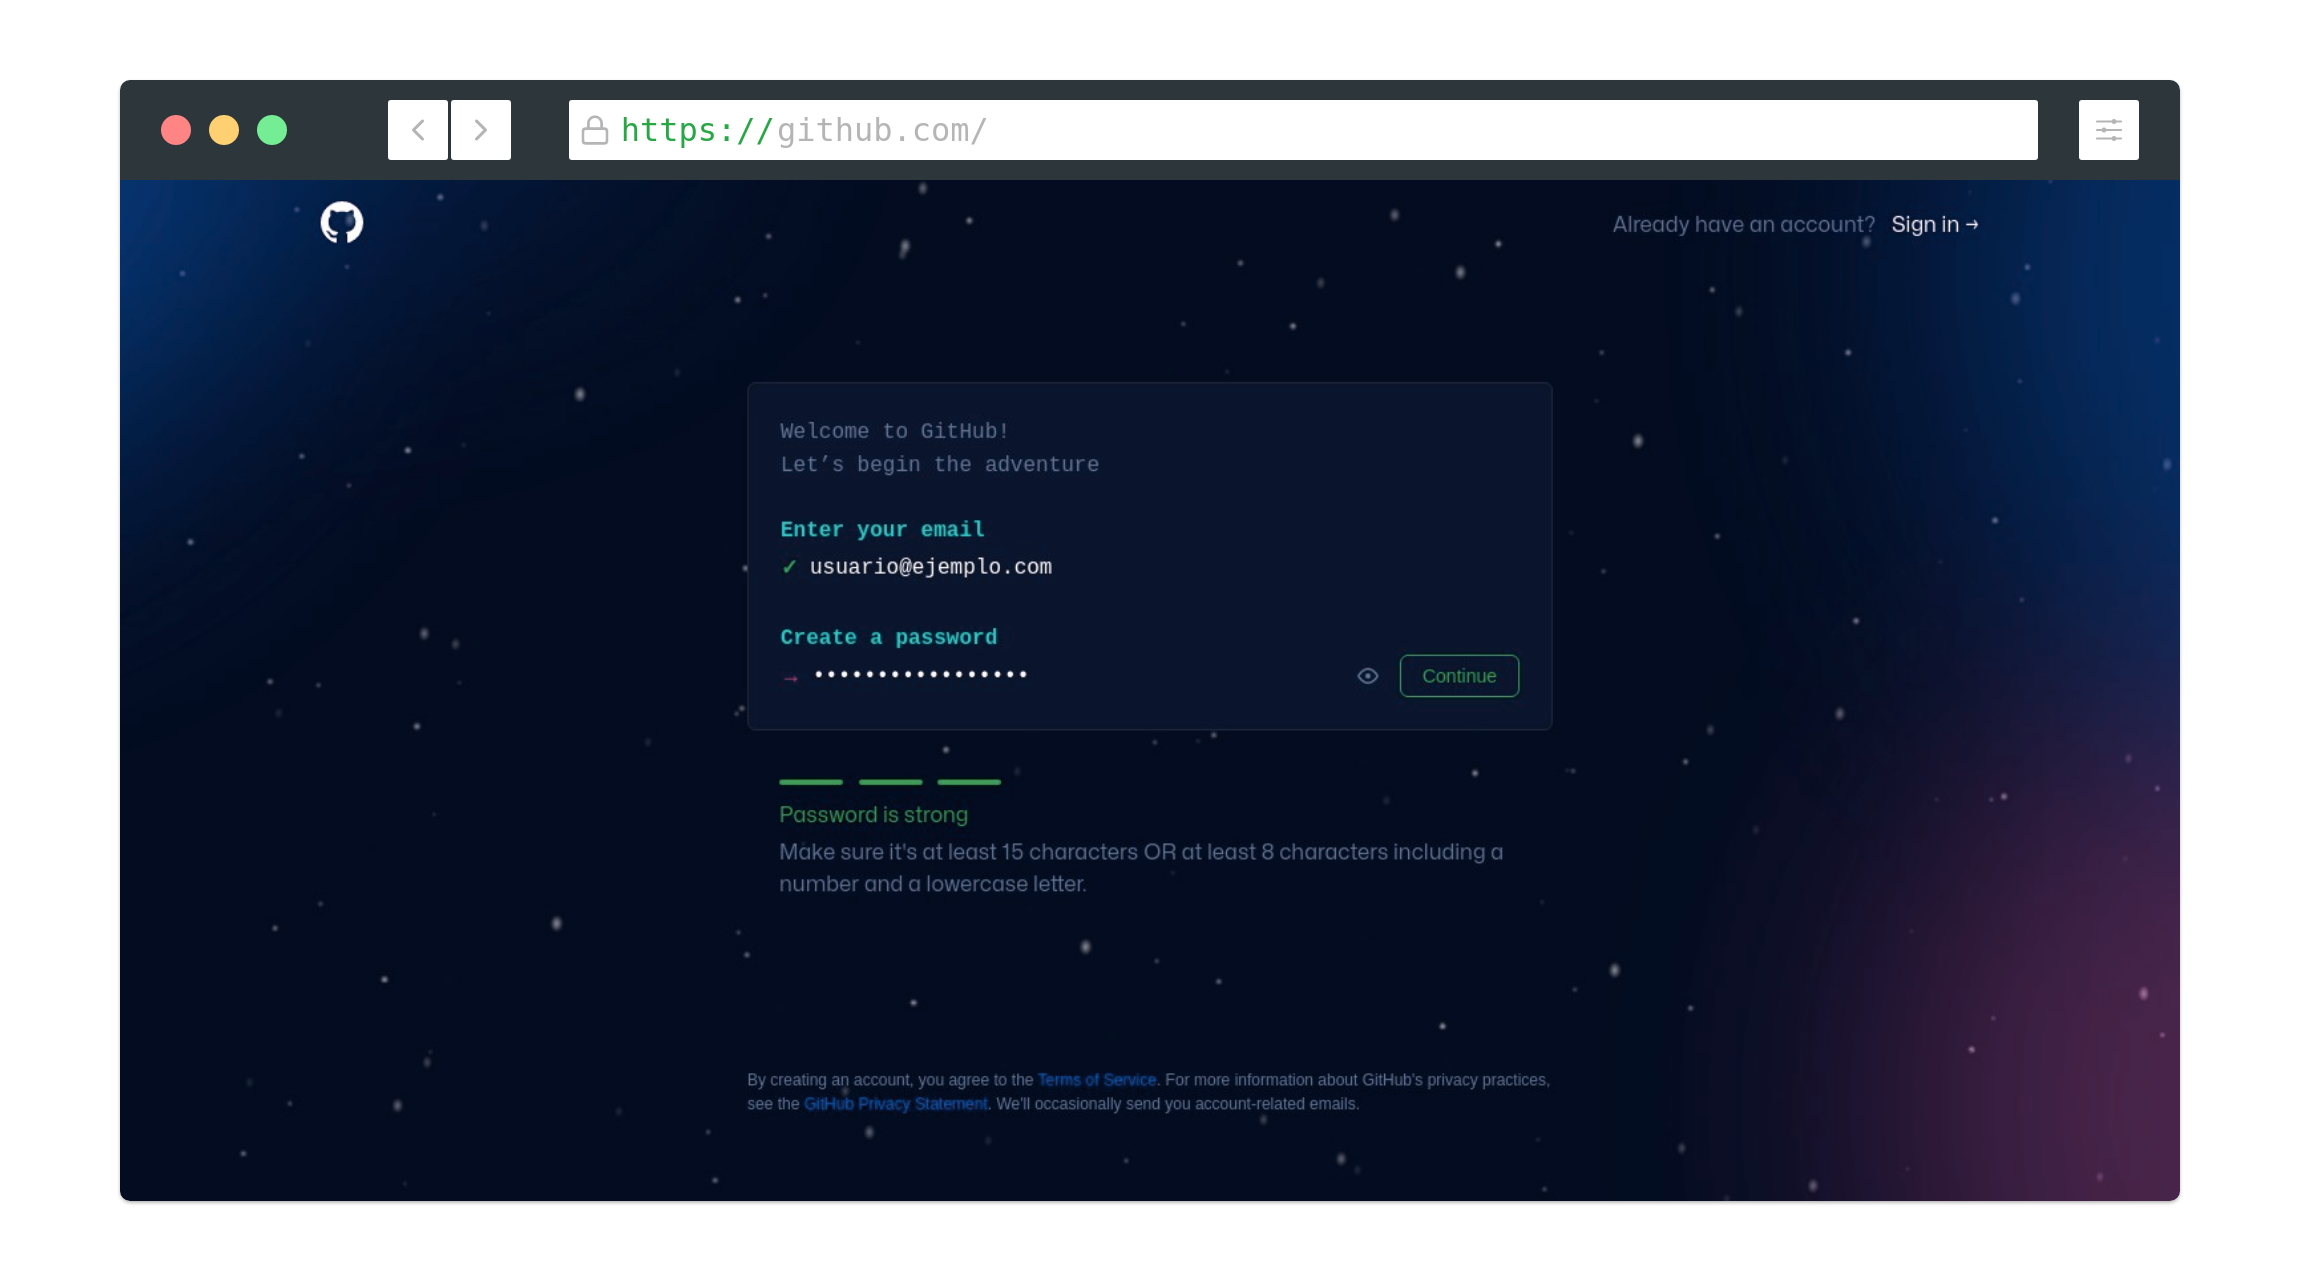 https://github.com/
Already have an account? Sign in →
Welcome to GitHub!
Let’s begin the adventure
Enter your email
✓ usuario@ejemplo.com
Create a password
→ •••••••••••••••••
Continue
Password is strong
Make sure it's at least 15 characters OR at least 8 characters including a
number and a lowercase letter.
By creating an account, you agree to the Terms of Service. For more information about GitHub's privacy practices,
see the GitHub Privacy Statement. We'll occasionally send you account-related emails.